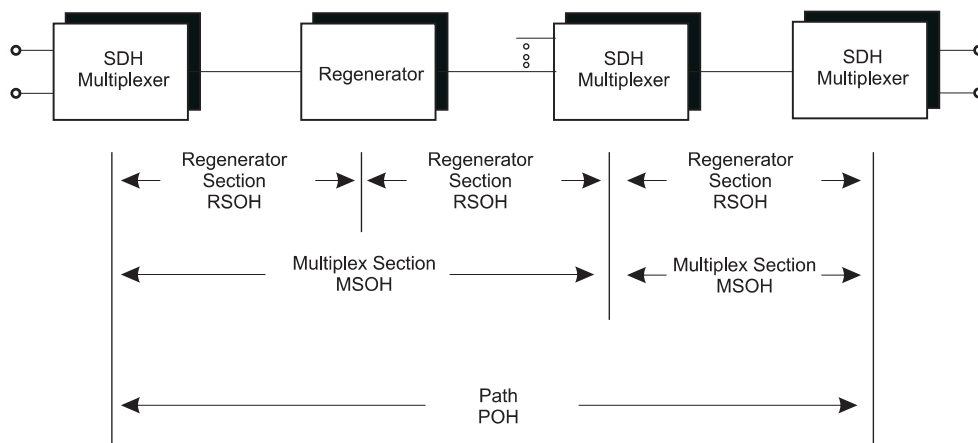 SDH
Multiplexer
Regenerator
SDH
Multiplexer
SDH
Multiplexer
Regenerator
Section
RSOH
Regenerator
Section
RSOH
Regenerator
Section
RSOH
Multiplex Section
MSOH
Multiplex Section
MSOH
Path
POH